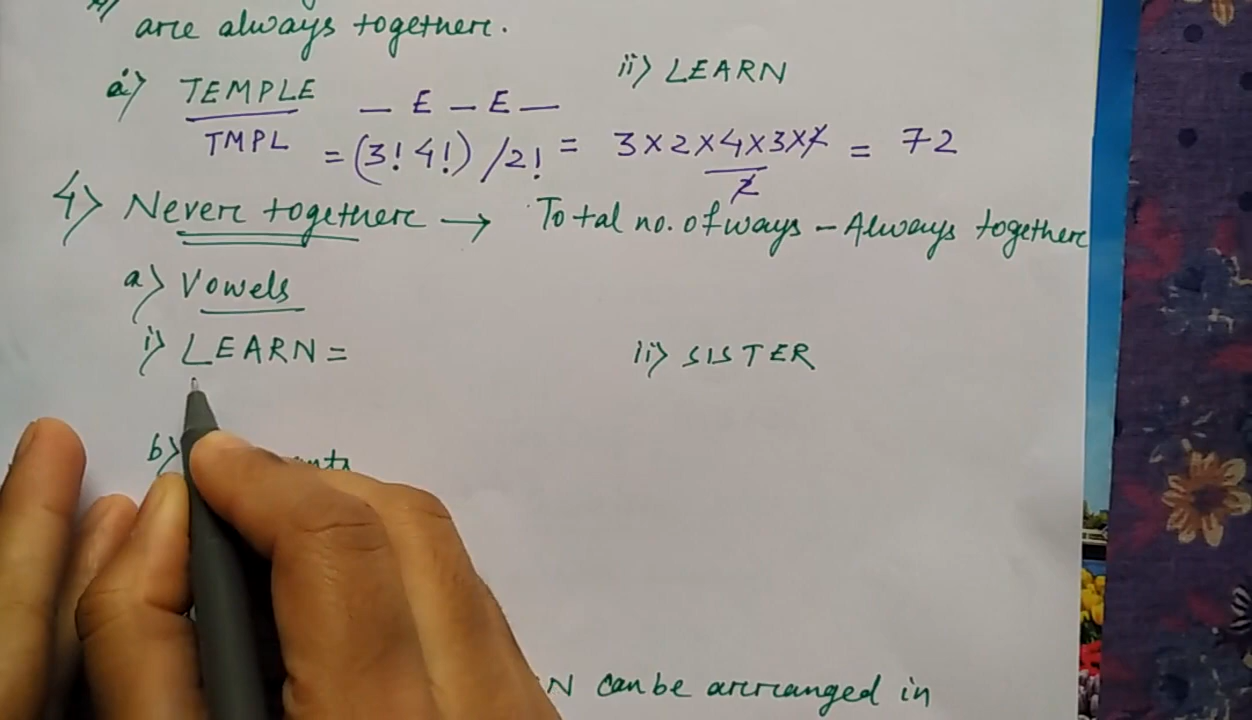 are always together.
a) TEMPLE _ E _ E _ ii) LEARN
TMPL = (3! 4!) /2! = 3×2×4×3×2 / 2 = 72
4) Never together → Total no. of ways - Always together
a) Vowels
i) LEARN = ii) SISTER
b)
N can be arranged in